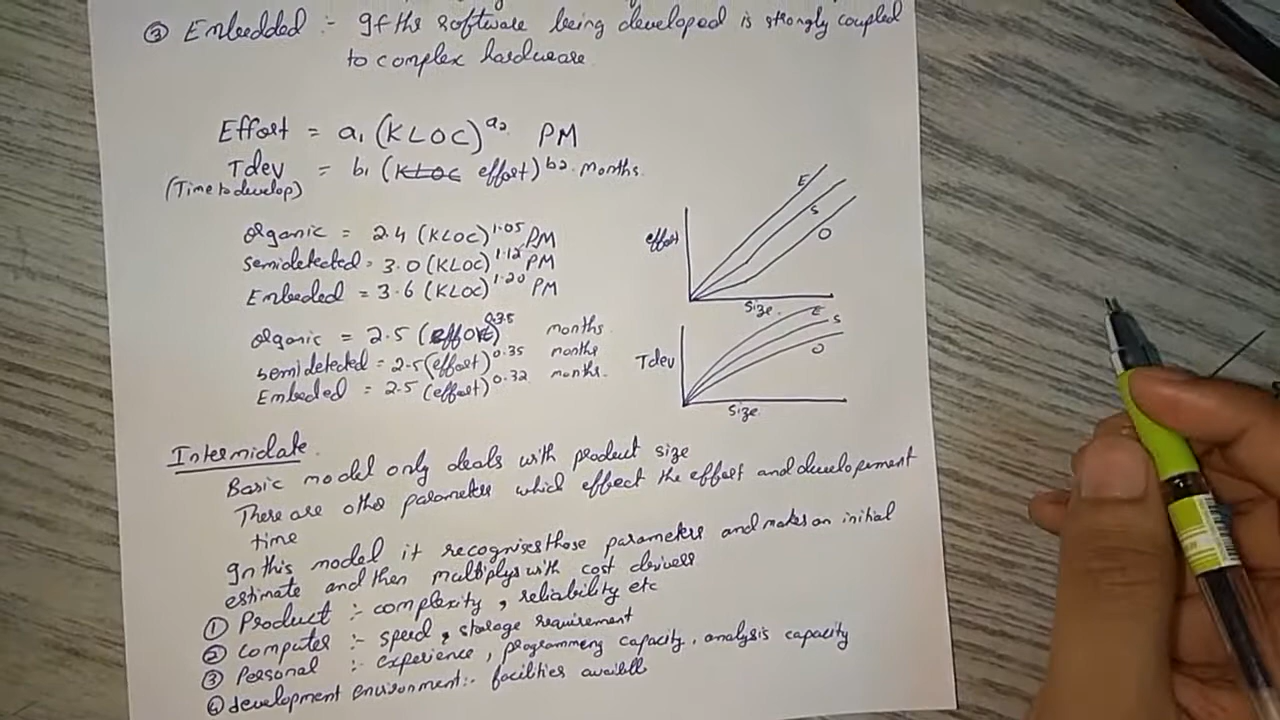 ③ Embedded :- If the software being developed is strongly coupled
to complex hardware.
Effort = a₁ (KLOC)^a₂ PM
Tdev = b₁ (KLOC effort)^b2 months.
(Time to develop)
Organic = 2.4 (KLOC)^1.05 PM
Semidetected = 3.0 (KLOC)^1.12 PM
Embeeded = 3.6 (KLOC)^1.20 PM
effort
E
S
O
Size.
Organic = 2.5 (effort)^0.38 months.
semidetected = 2.5 (effort)^0.35 months
Embeded = 2.5 (effort)^0.32 months.
Tdev
E
S
O
Size.
Intermidate.
Basic model only deals with product size
There are other parameters which effect the effort and development
time
In this model it recognises those parameters and makes an initial
estimate and then multiplys with cost drivers
① Product :- complexity, reliability etc
② Computer :- speed, storage requirement
③ Personal :- experience, programming capacity, analysis capacity
④ development environment :- facilities